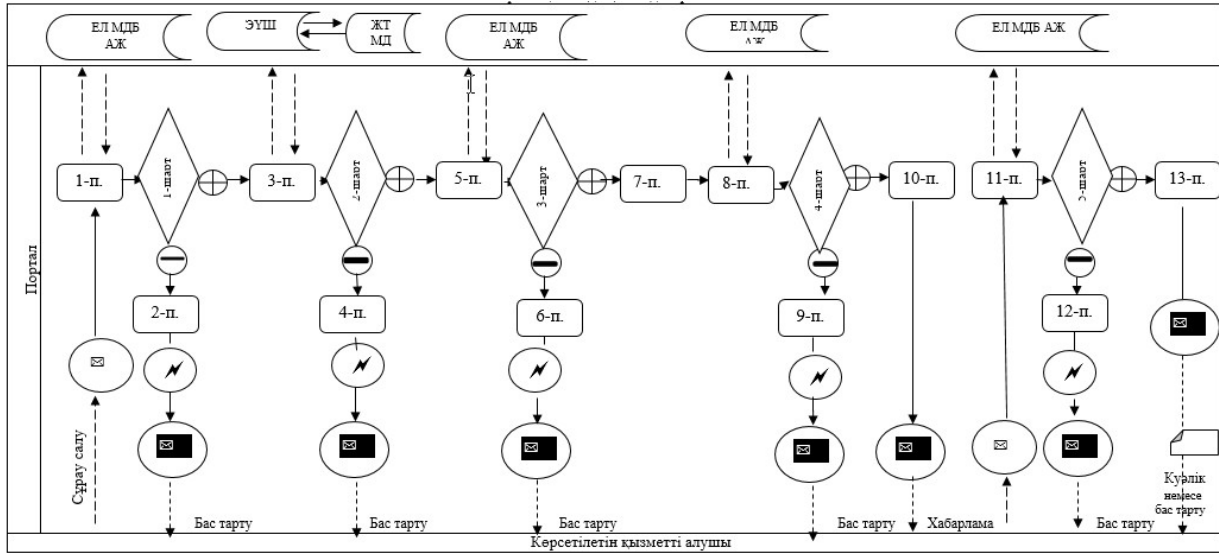 ЕЛ МДБ
АЖ
ЭҮШ
ЖТ
МД
ЕЛ МДБ
АЖ
ЕЛ МДБ
АЖ
ЕЛ МДБ АЖ
Портал
1-п.
1-шарт
3-п.
2-шарт
5-п.
3-шарт
7-п.
8-п.
4-шарт
10-п.
11-п.
5-шарт
13-п.
2-п.
4-п.
6-п.
9-п.
12-п.
Сұрау салу
Бас тарту
Бас тарту
Бас тарту
Бас тарту
Хабарлама
Бас тарту
Куәлік
немесе
бас тарту
Көрсетілетін қызметті алушы